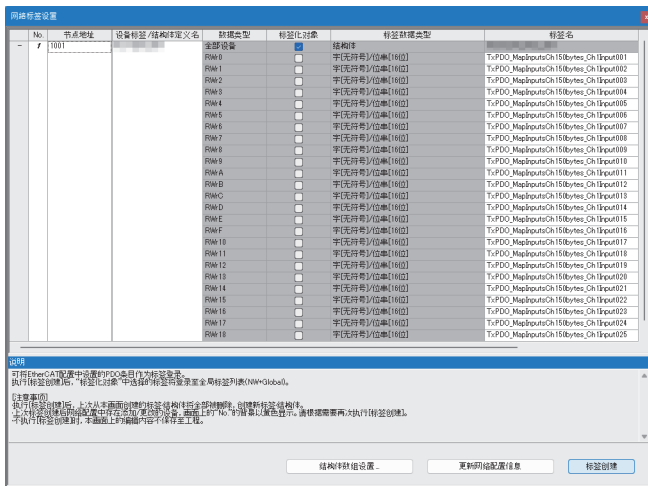 网络标签设置
No. 节点地址 设备标签/结构体定义名 数据类型 标签化对象 标签数据类型 标签名
1 1001 全部设备 结构体
RWr0 字[无符号]/位串[16位] TxPDO_MapInputsCh150bytes_Ch1Input001
RWr1 字[无符号]/位串[16位] TxPDO_MapInputsCh150bytes_Ch1Input002
RWr2 字[无符号]/位串[16位] TxPDO_MapInputsCh150bytes_Ch1Input003
RWr3 字[无符号]/位串[16位] TxPDO_MapInputsCh150bytes_Ch1Input004
RWr4 字[无符号]/位串[16位] TxPDO_MapInputsCh150bytes_Ch1Input005
RWr5 字[无符号]/位串[16位] TxPDO_MapInputsCh150bytes_Ch1Input006
RWr6 字[无符号]/位串[16位] TxPDO_MapInputsCh150bytes_Ch1Input007
RWr7 字[无符号]/位串[16位] TxPDO_MapInputsCh150bytes_Ch1Input008
RWr8 字[无符号]/位串[16位] TxPDO_MapInputsCh150bytes_Ch1Input009
RWr9 字[无符号]/位串[16位] TxPDO_MapInputsCh150bytes_Ch1Input010
RWrA 字[无符号]/位串[16位] TxPDO_MapInputsCh150bytes_Ch1Input011
RWrB 字[无符号]/位串[16位] TxPDO_MapInputsCh150bytes_Ch1Input012
RWrC 字[无符号]/位串[16位] TxPDO_MapInputsCh150bytes_Ch1Input013
RWrD 字[无符号]/位串[16位] TxPDO_MapInputsCh150bytes_Ch1Input014
RWrE 字[无符号]/位串[16位] TxPDO_MapInputsCh150bytes_Ch1Input015
RWrF 字[无符号]/位串[16位] TxPDO_MapInputsCh150bytes_Ch1Input016
RWr10 字[无符号]/位串[16位] TxPDO_MapInputsCh150bytes_Ch1Input017
RWr11 字[无符号]/位串[16位] TxPDO_MapInputsCh150bytes_Ch1Input018
RWr12 字[无符号]/位串[16位] TxPDO_MapInputsCh150bytes_Ch1Input019
RWr13 字[无符号]/位串[16位] TxPDO_MapInputsCh150bytes_Ch1Input020
RWr14 字[无符号]/位串[16位] TxPDO_MapInputsCh150bytes_Ch1Input021
RWr15 字[无符号]/位串[16位] TxPDO_MapInputsCh150bytes_Ch1Input022
RWr16 字[无符号]/位串[16位] TxPDO_MapInputsCh150bytes_Ch1Input023
RWr17 字[无符号]/位串[16位] TxPDO_MapInputsCh150bytes_Ch1Input024
RWr18 字[无符号]/位串[16位] TxPDO_MapInputsCh150bytes_Ch1Input025
说明
可将EtherCAT配置中设置的PDO条目作为标签登录。
执行[标签创建]后，“标签化对象”中选择的标签将登录至全局标签列表(NW*Global)。
[注意事项]
·执行[标签创建]后，上次从本画面创建的标签·结构体将全部被删除，创建新标签·结构体。
·上次标签创建后网络配置中存在添加/更改的设备，画面上的“No.”的背景以黄色显示。请根据需要再次执行[标签创建]。
·不执行[标签创建]时，本画面上的编辑内容不保存至工程。
结构体数组设置... 更新网络配置信息 标签创建